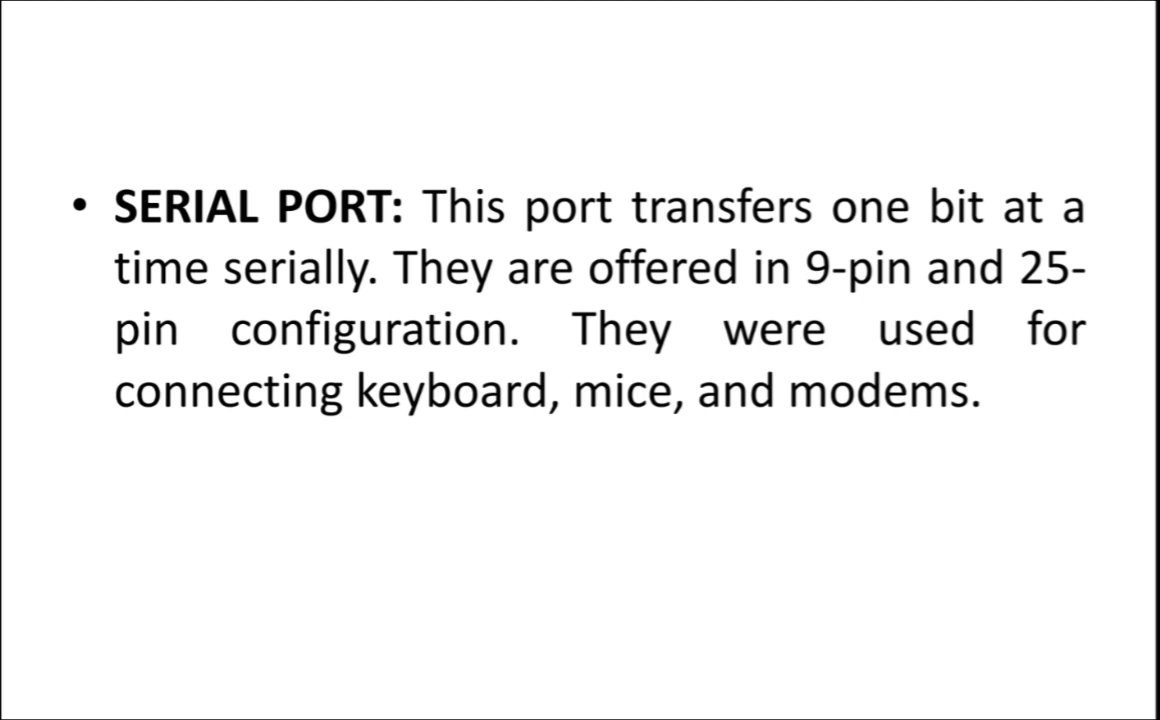 • SERIAL PORT: This port transfers one bit at a
time serially. They are offered in 9-pin and 25-
pin configuration. They were used for
connecting keyboard, mice, and modems.